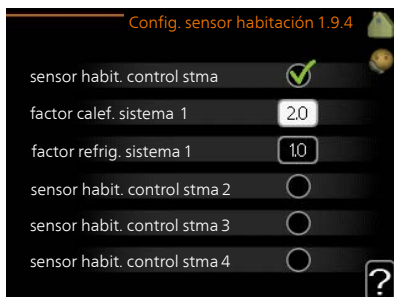 Config. sensor habitación 1.9.4
sensor habit. control stma
factor calef. sistema 1
2.0
factor refrig. sistema 1
1.0
sensor habit. control stma 2
sensor habit. control stma 3
sensor habit. control stma 4
?